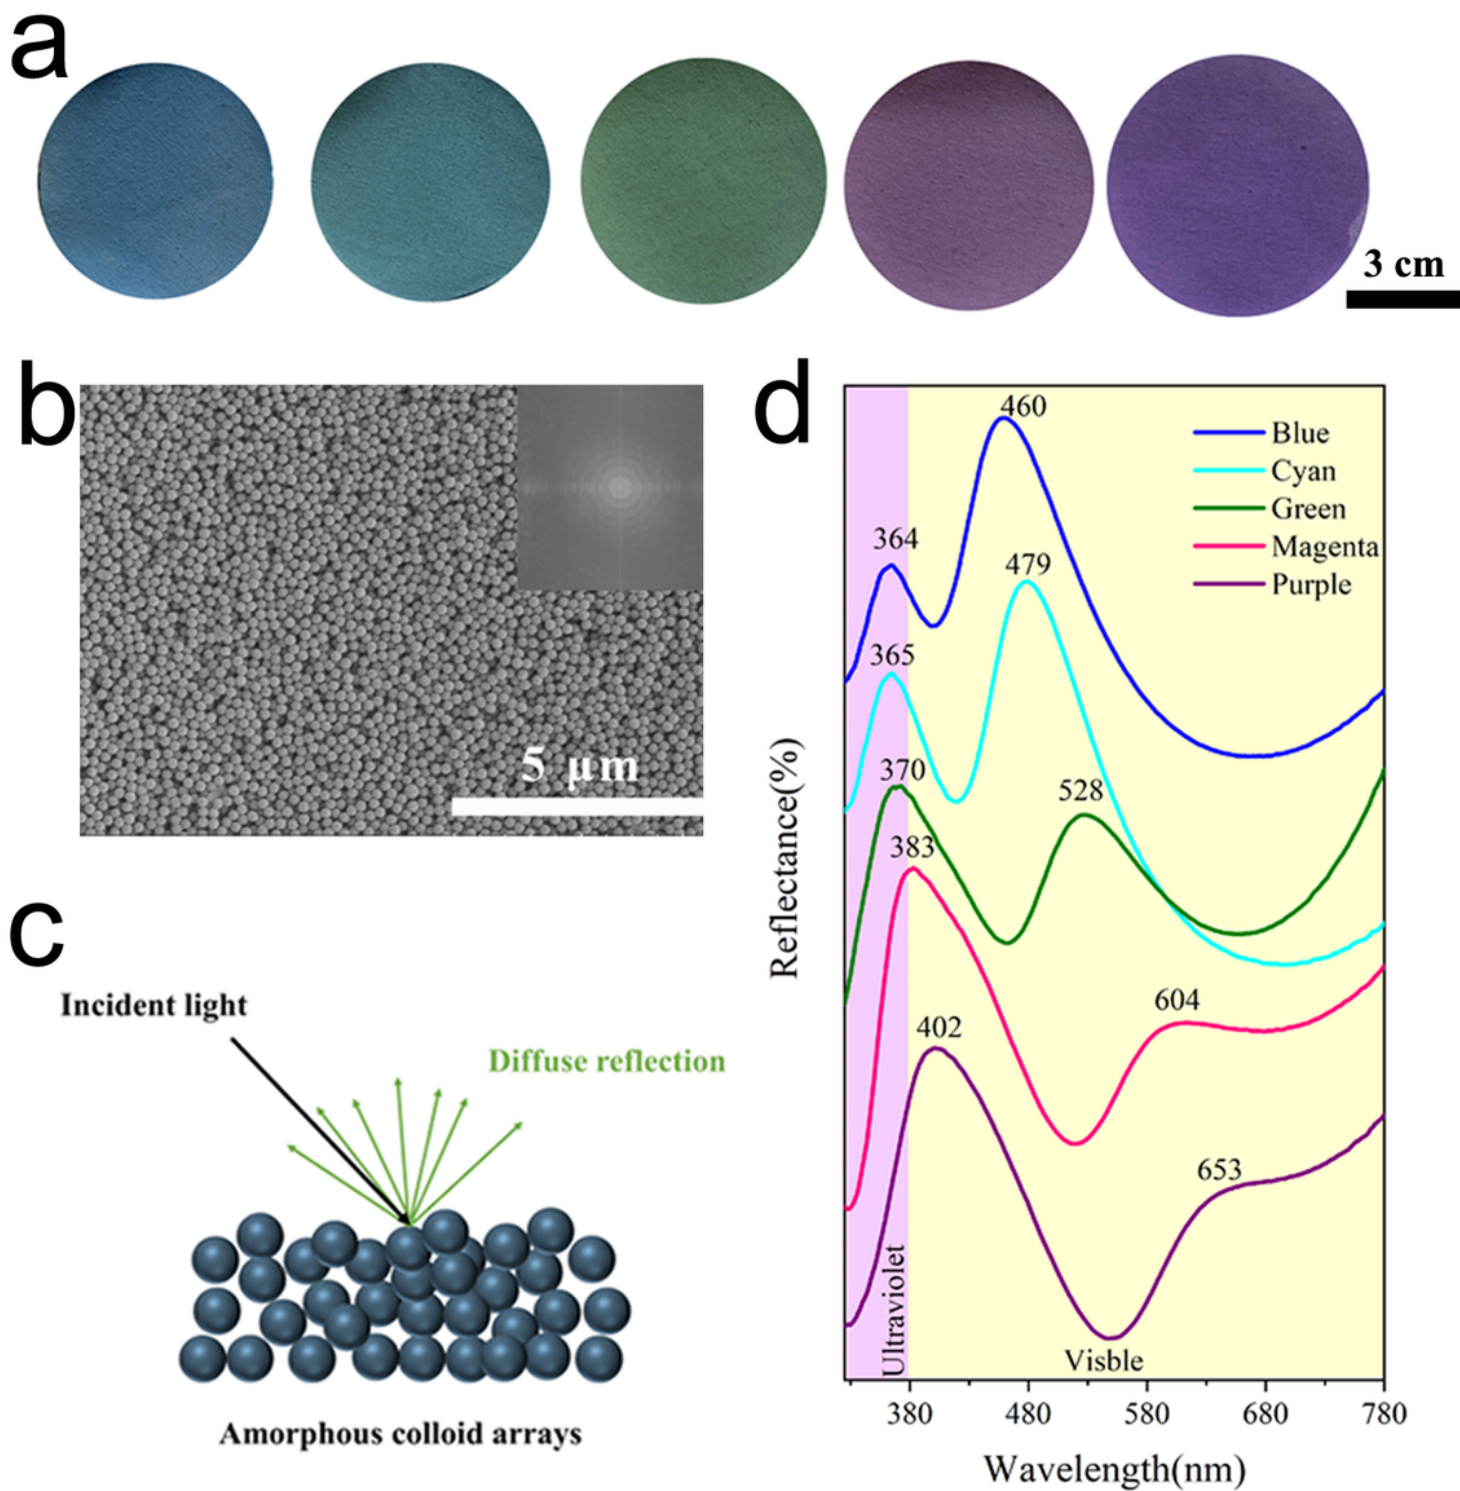 a
3 cm
b
5 μm
c
Incident light
Diffuse reflection
Amorphous colloid arrays
d
460
Blue
Cyan
Green
Magenta
Purple
364
479
365
370
528
383
604
402
653
Ultraviolet
Visble
Reflectance(%)
380 480 580 680 780
Wavelength(nm)